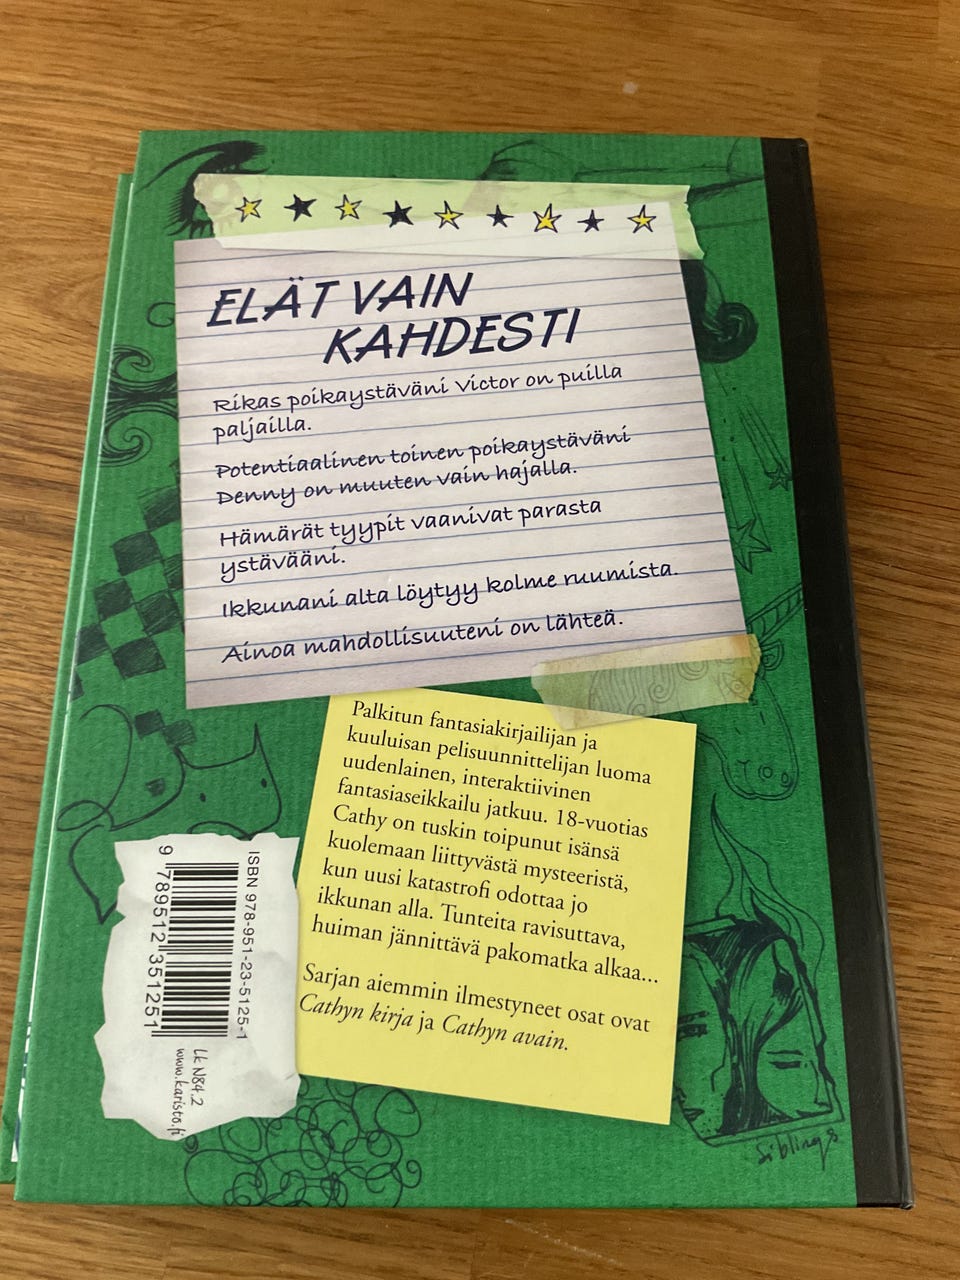 ELÄT VAIN
KAHDESTI
Rikas poikaystäväni Victor on puilla
paljailla.
Potentiaalinen toinen poikaystäväni
Denny on muuten vain hajalla.
Hämärät tyypit vaanivat parasta
ystävääni.
Ikkunani alta löytyy kolme ruumista.
Ainoa mahdollisuuteni on lähteä.
Palkitun fantasiakirjailijan ja
kuuluisan pelisuunnittelijan luoma
uudenlainen, interaktiivinen
fantasiaseikkailu jatkuu. 18-vuotias
Cathy on tuskin toipunut isänsä
kuolemaan liittyvästä mysteeristä,
kun uusi katastrofi odottaa jo
ikkunan alla. Tunteita ravisuttava,
huiman jännittävä pakomatka alkaa...
Sarjan aiemmin ilmestyneet osat ovat
Cathyn kirja ja Cathyn avain.
ISBN 978-951-23-5125-1
9 789512 351251
Lk N84.2
www.karisto.fi
Siblings